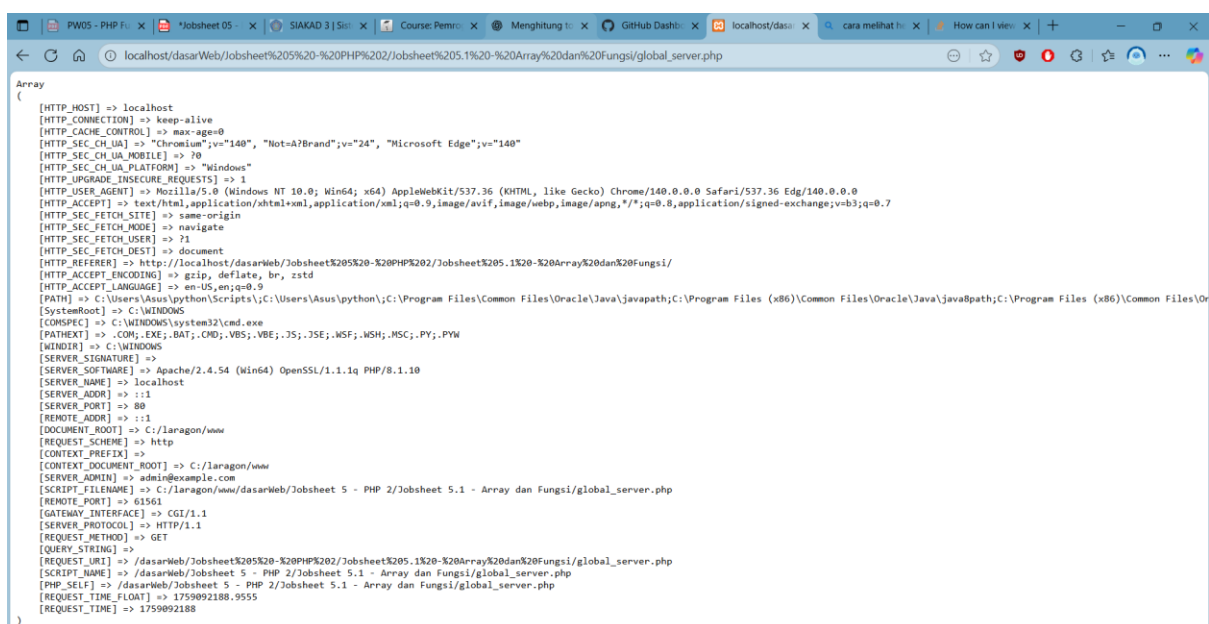 PW05 - PHP Fu
*Jobsheet 05 -
SIAKAD 3 | Sist
Course: Pemro
Menghitung to
GitHub Dashbo
localhost/dasar
cara melihat he
How can I view
localhost/dasarWeb/Jobsheet%205%20-%20PHP%202/Jobsheet%205.1%20-%20Array%20dan%20Fungsi/global_server.php
Array
(
[HTTP_HOST] => localhost
[HTTP_CONNECTION] => keep-alive
[HTTP_CACHE_CONTROL] => max-age=0
[HTTP_SEC_CH_UA] => "Chromium";v="140", "Not=A?Brand";v="24", "Microsoft Edge";v="140"
[HTTP_SEC_CH_UA_MOBILE] => ?0
[HTTP_SEC_CH_UA_PLATFORM] => "Windows"
[HTTP_UPGRADE_INSECURE_REQUESTS] => 1
[HTTP_USER_AGENT] => Mozilla/5.0 (Windows NT 10.0; Win64; x64) AppleWebKit/537.36 (KHTML, like Gecko) Chrome/140.0.0.0 Safari/537.36 Edg/140.0.0.0
[HTTP_ACCEPT] => text/html,application/xhtml+xml,application/xml;q=0.9,image/avif,image/webp,image/apng,*/*;q=0.8,application/signed-exchange;v=b3;q=0.7
[HTTP_SEC_FETCH_SITE] => same-origin
[HTTP_SEC_FETCH_MODE] => navigate
[HTTP_SEC_FETCH_USER] => ?1
[HTTP_SEC_FETCH_DEST] => document
[HTTP_REFERER] => http://localhost/dasarWeb/Jobsheet%205%20-%20PHP%202/Jobsheet%205.1%20-%20Array%20dan%20Fungsi/
[HTTP_ACCEPT_ENCODING] => gzip, deflate, br, zstd
[HTTP_ACCEPT_LANGUAGE] => en-US,en;q=0.9
[PATH] => C:\Users\Asus\python\Scripts\;C:\Users\Asus\python\;C:\Program Files\Common Files\Oracle\Java\javapath;C:\Program Files (x86)\Common Files\Oracle\Java\java8path;C:\Program Files (x86)\Common Files\Or
[SystemRoot] => C:\WINDOWS
[COMSPEC] => C:\WINDOWS\system32\cmd.exe
[PATHEXT] => .COM;.EXE;.BAT;.CMD;.VBS;.VBE;.JS;.JSE;.WSF;.WSH;.MSC;.PY;.PYW
[WINDIR] => C:\WINDOWS
[SERVER_SIGNATURE] =>
[SERVER_SOFTWARE] => Apache/2.4.54 (Win64) OpenSSL/1.1.1q PHP/8.1.10
[SERVER_NAME] => localhost
[SERVER_ADDR] => ::1
[SERVER_PORT] => 80
[REMOTE_ADDR] => ::1
[DOCUMENT_ROOT] => C:/laragon/www
[REQUEST_SCHEME] => http
[CONTEXT_PREFIX] =>
[CONTEXT_DOCUMENT_ROOT] => C:/laragon/www
[SERVER_ADMIN] => admin@example.com
[SCRIPT_FILENAME] => C:/laragon/www/dasarWeb/Jobsheet 5 - PHP 2/Jobsheet 5.1 - Array dan Fungsi/global_server.php
[REMOTE_PORT] => 61561
[GATEWAY_INTERFACE] => CGI/1.1
[SERVER_PROTOCOL] => HTTP/1.1
[REQUEST_METHOD] => GET
[QUERY_STRING] =>
[REQUEST_URI] => /dasarWeb/Jobsheet%205%20-%20PHP%202/Jobsheet%205.1%20-%20Array%20dan%20Fungsi/global_server.php
[SCRIPT_NAME] => /dasarWeb/Jobsheet 5 - PHP 2/Jobsheet 5.1 - Array dan Fungsi/global_server.php
[PHP_SELF] => /dasarWeb/Jobsheet 5 - PHP 2/Jobsheet 5.1 - Array dan Fungsi/global_server.php
[REQUEST_TIME_FLOAT] => 1759092188.9555
[REQUEST_TIME] => 1759092188
)